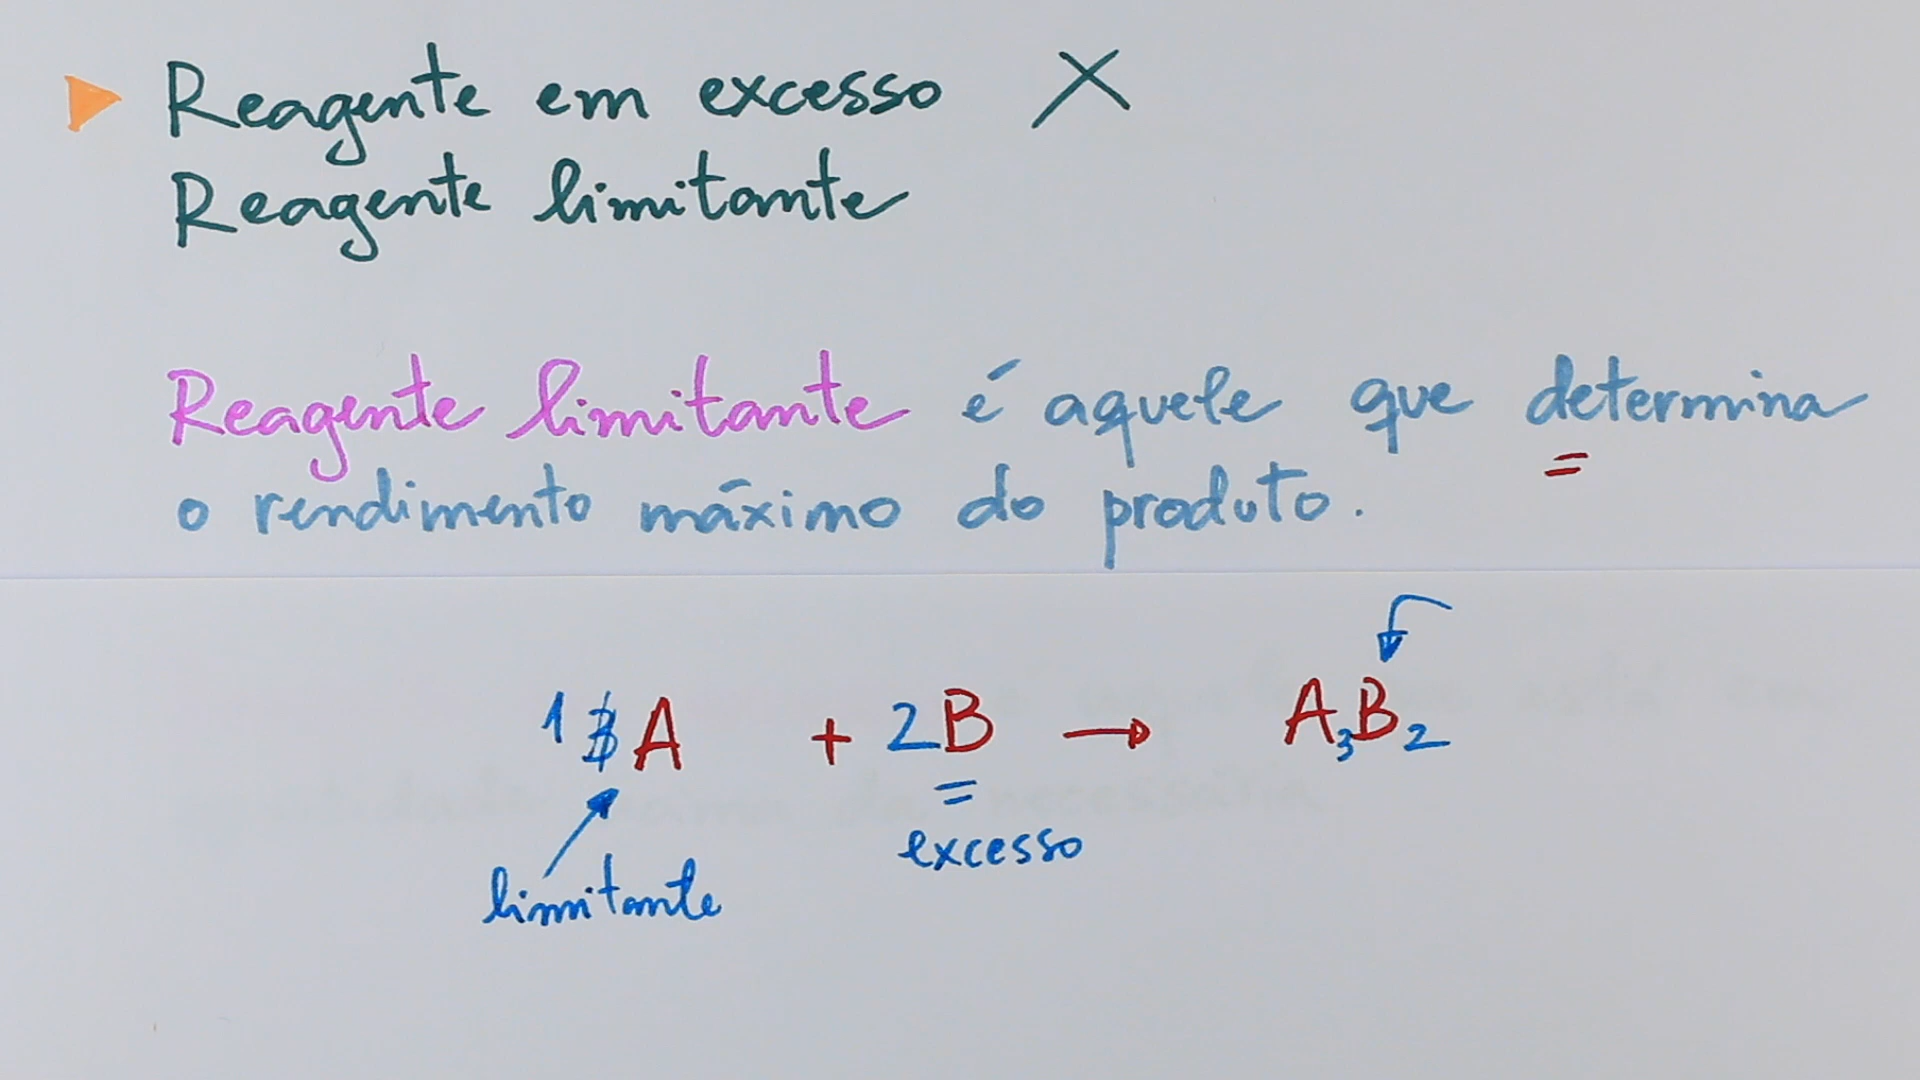 Reagente em excesso X
Reagente limitante
Reagente limitante é aquele que determina
o rendimento máximo do produto.
1 3A + 2B → A₃B₂
excesso
limitante